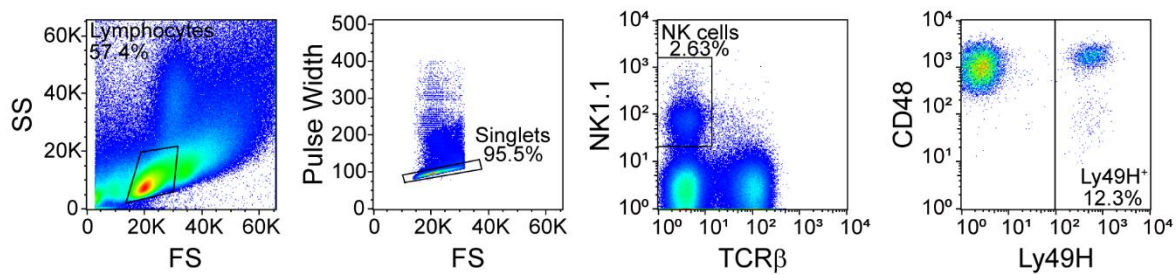 60K
40K
20K
0
SS
Lymphocytes
57.4%
0 20K 40K 60K
FS
500
400
300
200
100
0
Pulse Width
Singlets
95.5%
20K 40K 60K
FS
10⁴
10³
10²
10¹
10⁰
NK1.1
NK cells
2.63%
10⁰ 10¹ 10² 10³ 10⁴
TCRβ
10⁴
10³
10²
10¹
10⁰
CD48
Ly49H⁺
12.3%
10⁰ 10¹ 10² 10³ 10⁴
Ly49H